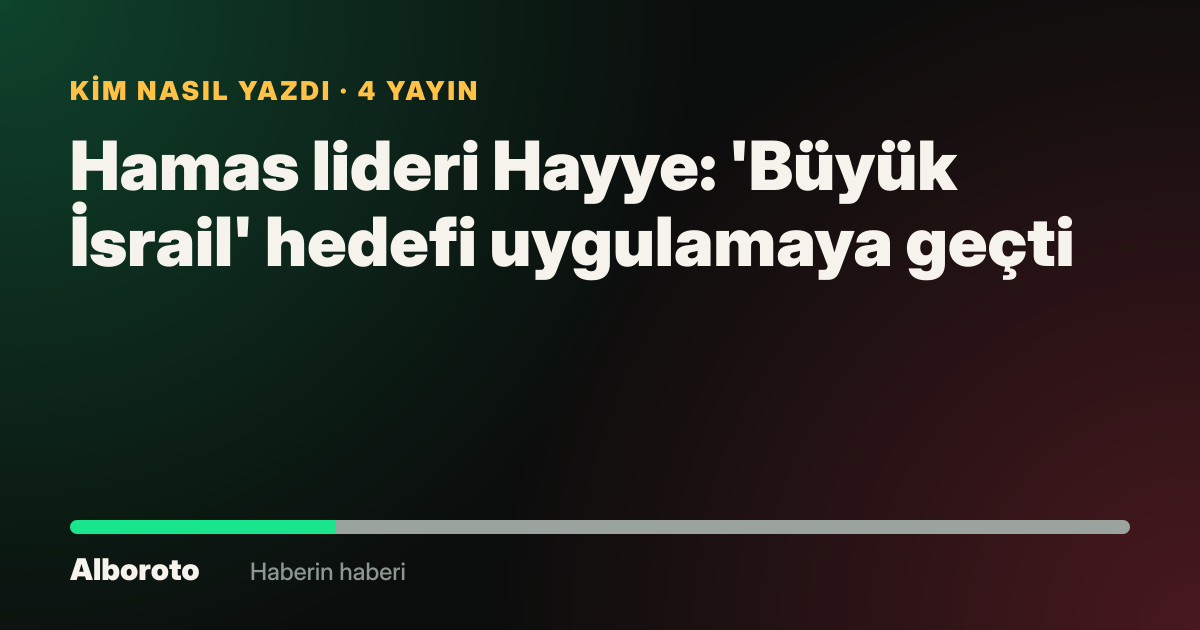 KİM NASIL YAZDI · 4 YAYIN
Hamas lideri Hayye: 'Büyük
İsrail' hedefi uygulamaya geçti
Alboroto
Haberin haberi